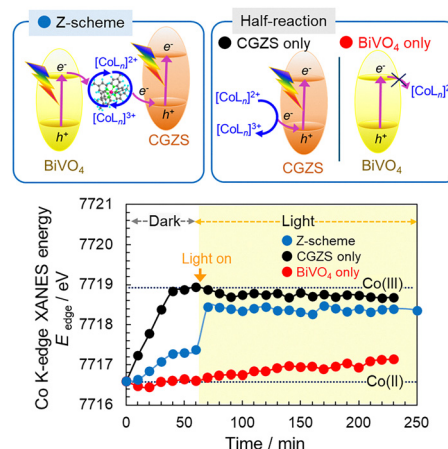 Z-scheme
[CoLn]2+
[CoLn]3+
e-
e-
e-
h+
h+
BiVO4
CGZS
Half-reaction
CGZS only
BiVO4 only
[CoLn]2+
[CoLn]3+
e-
e-
h+
CGZS
e-
h+
BiVO4
[CoLn]2
Co K-edge XANES energy
Eedge / eV
7721
7720
7719
7718
7717
7716
Dark
Light
Light on
Z-scheme
CGZS only
BiVO4 only
Co(III)
Co(II)
0
50
100
150
200
250
Time / min